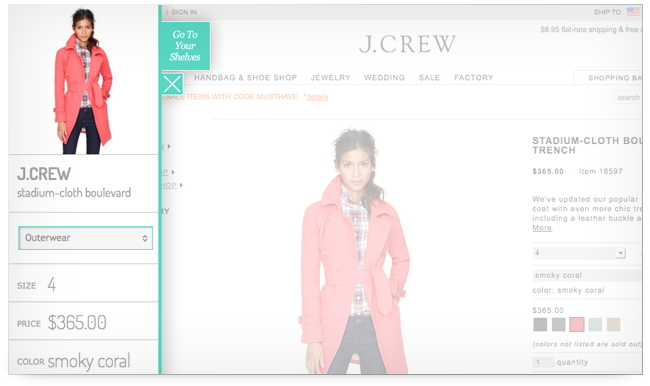 J.CREW
stadium-cloth boulevard
Outerwear
SIZE 4
PRICE $365.00
COLOR smoky coral
Go To
Your
Shelves
| SIGN IN
SHIP TO:
$8.95 flat-rate shipping & free
J.CREW
HANDBAG & SHOE SHOP JEWELRY WEDDING SALE FACTORY
SHOPPING BA
SALE ITEMS WITH CODE MUSTHAVE. *details
search
SHOP
STADIUM-CLOTH BOU
TRENCH
$365.00 Item 18597
We've updated our popular
coat with even more chic tre
including a leather buckle a
More
4
smoky coral
color: smoky coral
$365.00
(colors not listed are sold out)
1 quantity